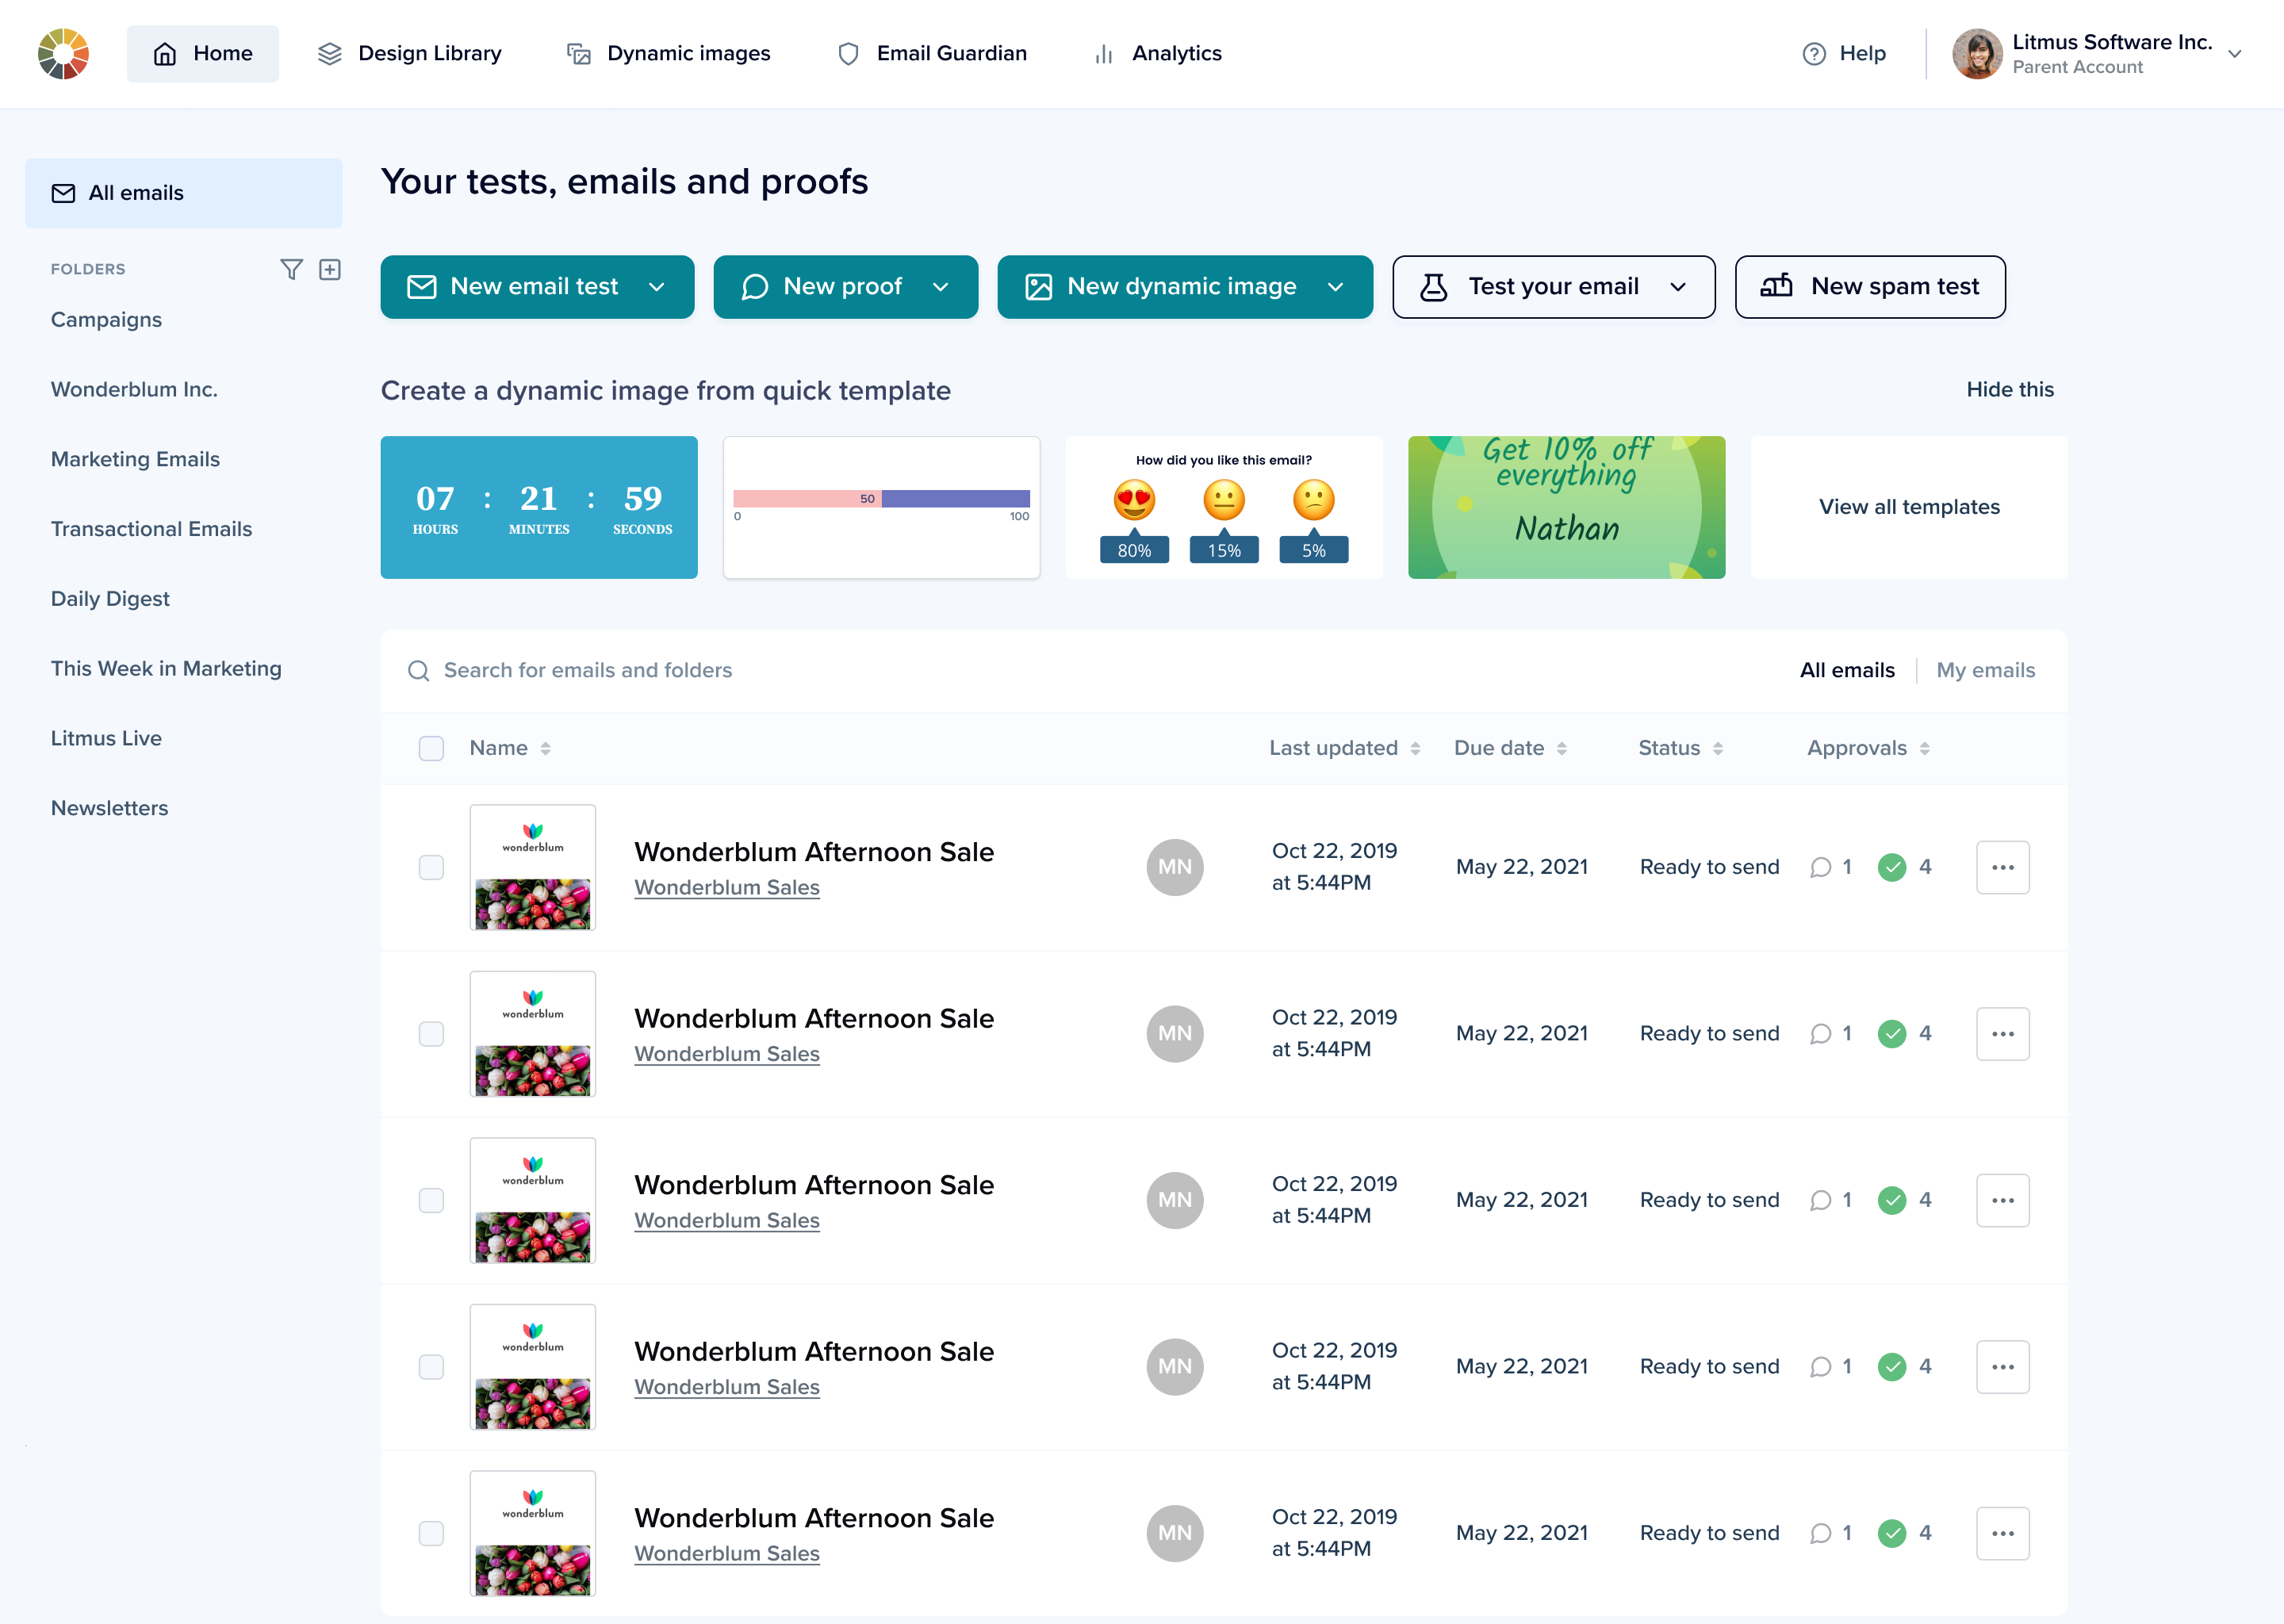 Home
Design Library
Dynamic images
Email Guardian
Analytics
Help
Litmus Software Inc.
Parent Account
All emails
FOLDERS
Campaigns
Wonderblum Inc.
Marketing Emails
Transactional Emails
Daily Digest
This Week in Marketing
Litmus Live
Newsletters
Your tests, emails and proofs
New email test
New proof
New dynamic image
Test your email
New spam test
Create a dynamic image from quick template
Hide this
07 : 21 : 59
HOURS MINUTES SECONDS
50
0 100
How did you like this email?
80% 15% 5%
Get 10% off
everything
Nathan
View all templates
Search for emails and folders
All emails
My emails
Name
Last updated
Due date
Status
Approvals
wonderblum
Wonderblum Afternoon Sale
Wonderblum Sales
MN
Oct 22, 2019
at 5:44PM
May 22, 2021
Ready to send
1
4
wonderblum
Wonderblum Afternoon Sale
Wonderblum Sales
MN
Oct 22, 2019
at 5:44PM
May 22, 2021
Ready to send
1
4
wonderblum
Wonderblum Afternoon Sale
Wonderblum Sales
MN
Oct 22, 2019
at 5:44PM
May 22, 2021
Ready to send
1
4
wonderblum
Wonderblum Afternoon Sale
Wonderblum Sales
MN
Oct 22, 2019
at 5:44PM
May 22, 2021
Ready to send
1
4
wonderblum
Wonderblum Afternoon Sale
Wonderblum Sales
MN
Oct 22, 2019
at 5:44PM
May 22, 2021
Ready to send
1
4